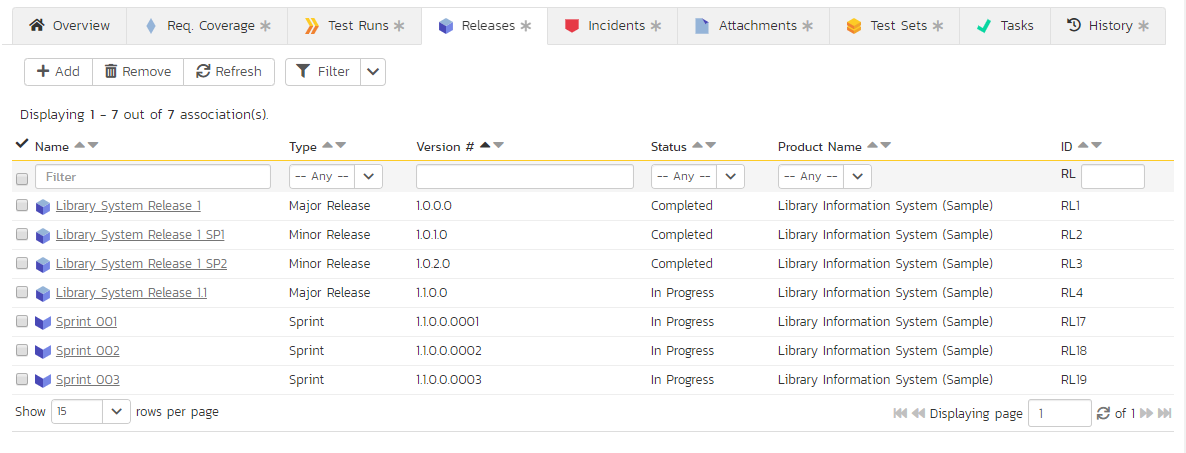 Overview Req. Coverage * Test Runs * Releases * Incidents * Attachments * Test Sets * Tasks History *
Add Remove Refresh Filter
Displaying 1 - 7 out of 7 association(s).
Name Type Version # Status Product Name ID
Filter -- Any -- -- Any -- -- Any -- RL
Library System Release 1 Major Release 1.0.0.0 Completed Library Information System (Sample) RL1
Library System Release 1 SP1 Minor Release 1.0.1.0 Completed Library Information System (Sample) RL2
Library System Release 1 SP2 Minor Release 1.0.2.0 Completed Library Information System (Sample) RL3
Library System Release 1.1 Major Release 1.1.0.0 In Progress Library Information System (Sample) RL4
Sprint 001 Sprint 1.1.0.0.0001 In Progress Library Information System (Sample) RL17
Sprint 002 Sprint 1.1.0.0.0002 In Progress Library Information System (Sample) RL18
Sprint 003 Sprint 1.1.0.0.0003 In Progress Library Information System (Sample) RL19
Show 15 rows per page Displaying page 1 of 1